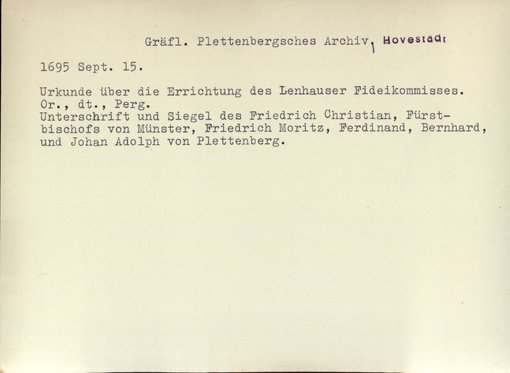 Gräfl. Plettenbergsches Archiv, Hovestadt
1695 Sept. 15.
Urkunde über die Errichtung des Lenhauser Fideikommisses.
Or., dt., Perg.
Unterschrift und Siegel des Friedrich Christian, Fürst-
bischofs von Münster, Friedrich Moritz, Ferdinand, Bernhard,
und Johan Adolph von Plettenberg.